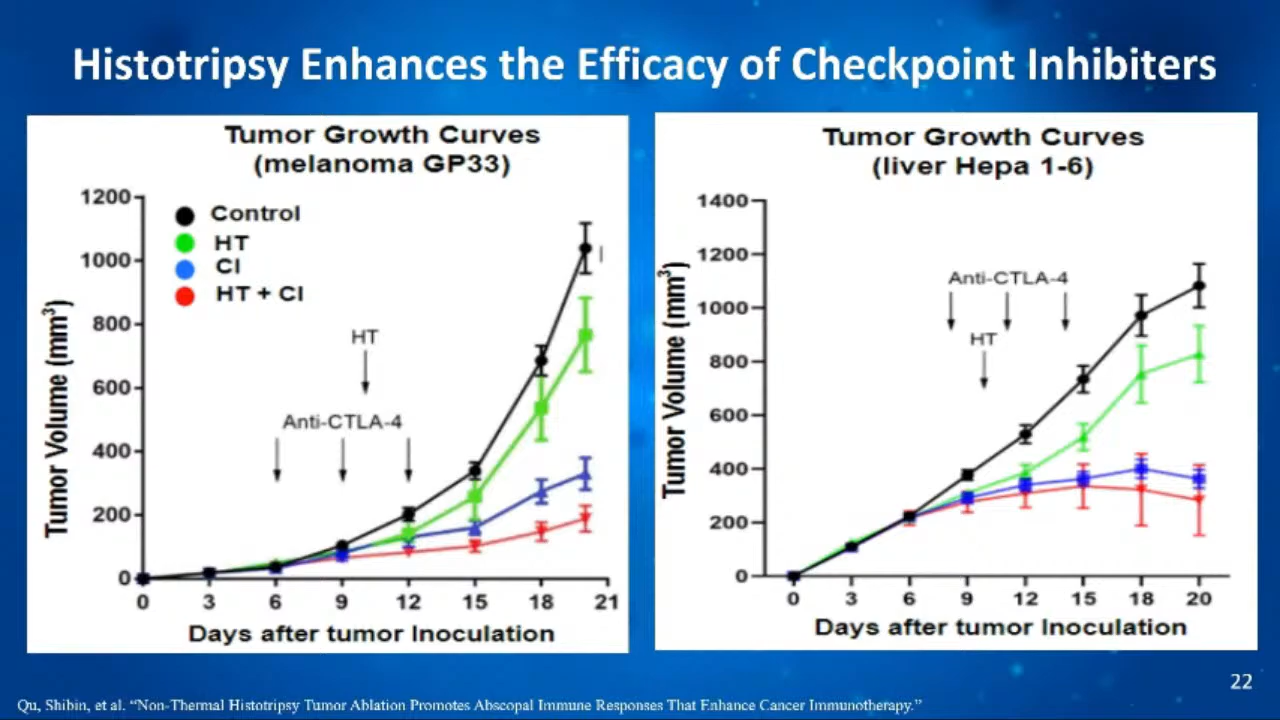 Histotripsy Enhances the Efficacy of Checkpoint Inhibiters
Tumor Growth Curves
(melanoma GP33)
1200
1000
800
600
400
200
0
Tumor Volume (mm³)
Control
HT
CI
HT + CI
HT
Anti-CTLA-4
0 3 6 9 12 15 18 21
Days after tumor Inoculation
Tumor Growth Curves
(liver Hepa 1-6)
1400
1200
1000
800
600
400
200
0
Tumor Volume (mm³)
Anti-CTLA-4
HT
0 3 6 9 12 15 18 20
Days after tumor Inoculation
22
Qu, Shibin, et al. “Non-Thermal Histotripsy Tumor Ablation Promotes Abscopal Immune Responses That Enhance Cancer Immunotherapy.”